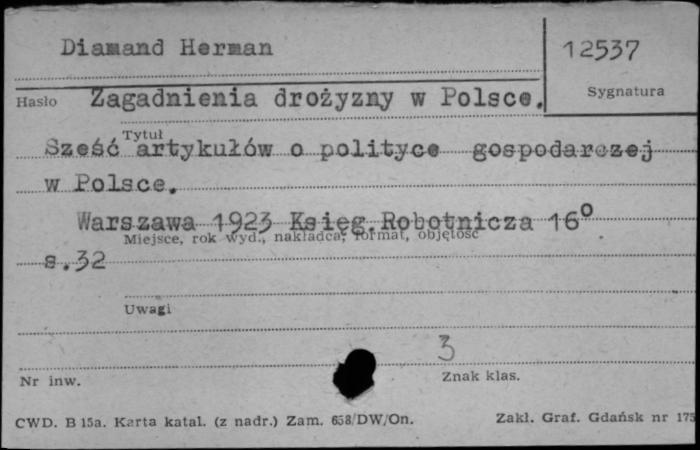 Diamand Herman
12537
Sygnatura
Hasło Zagadnienia drożyzny w Polsce.
Tytuł
Sześć artykułów o polityce gospodarczej
w Polsce.
Warszawa 1923 Księg.Robotnicza 16⁰
Miejsce, rok wyd., nakładca, format, objętość
s.32
Uwagi
3
Nr inw.
Znak klas.
CWD. B 15a. Karta katal. (z nadr.) Zam. 658/DW/On.
Zakł. Graf. Gdańsk nr 175